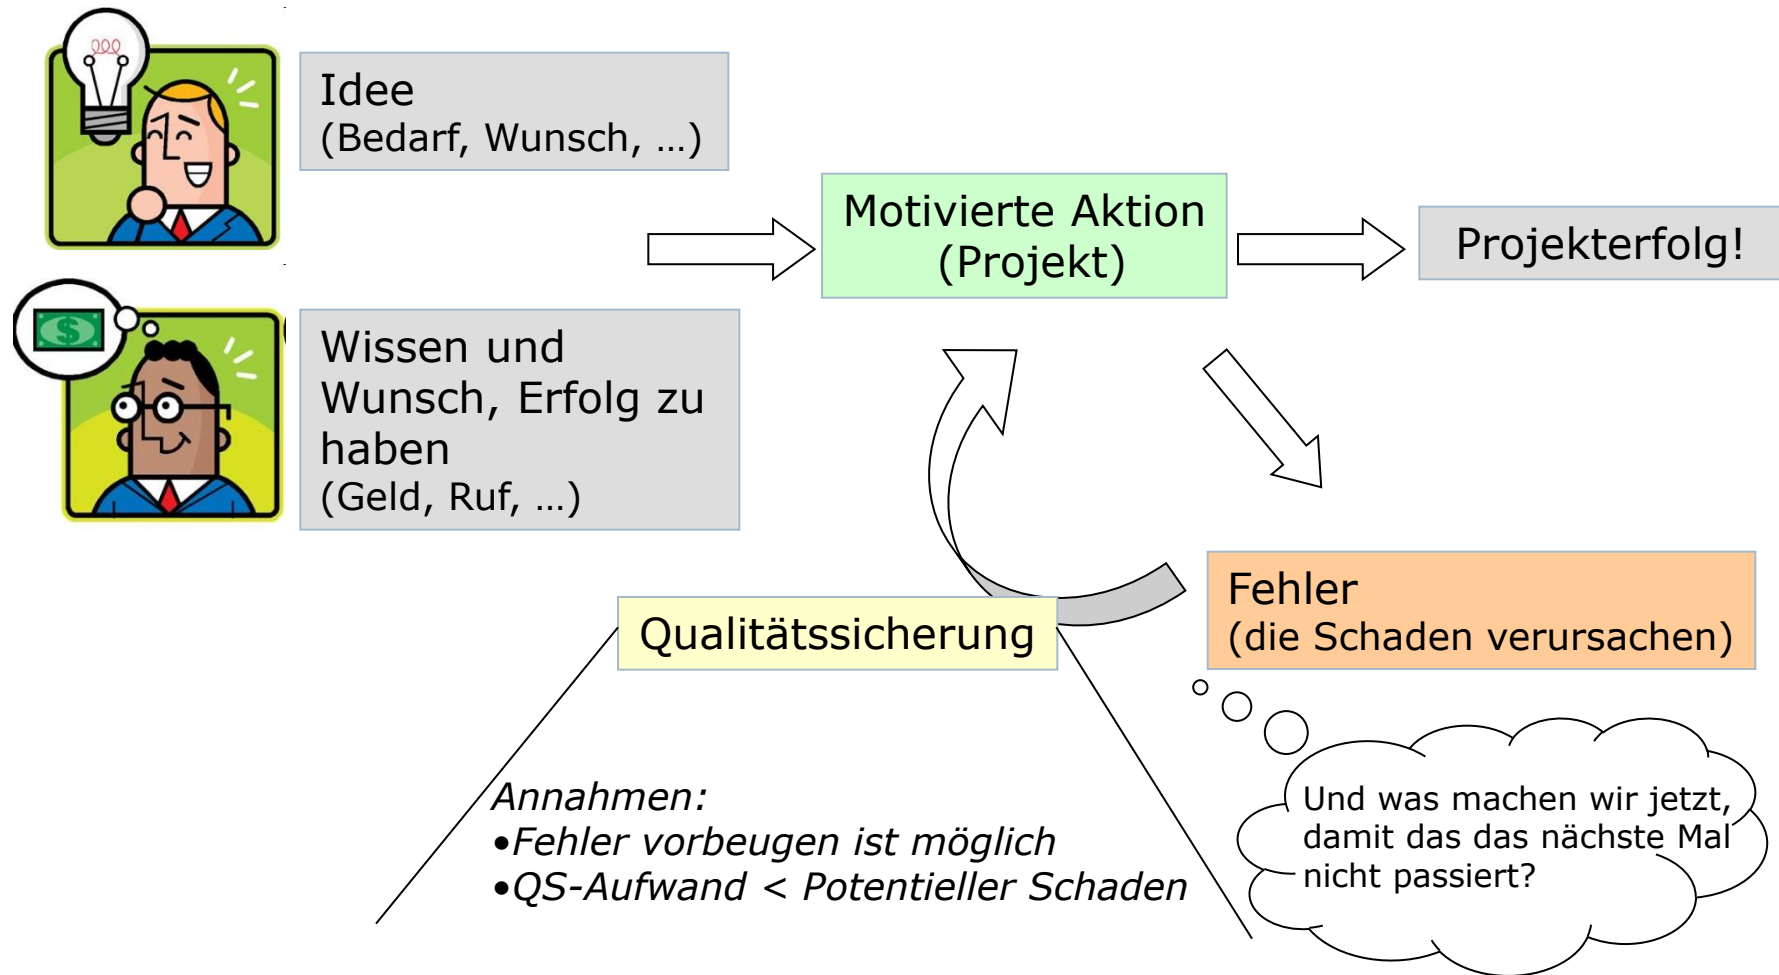 Idee
(Bedarf, Wunsch, …)
Motivierte Aktion
(Projekt)
Projekterfolg!
$
Wissen und
Wunsch, Erfolg zu
haben
(Geld, Ruf, …)
Fehler
(die Schaden verursachen)
Qualitätssicherung
Annahmen:
•Fehler vorbeugen ist möglich
•QS-Aufwand < Potentieller Schaden
Und was machen wir jetzt,
damit das das nächste Mal
nicht passiert?